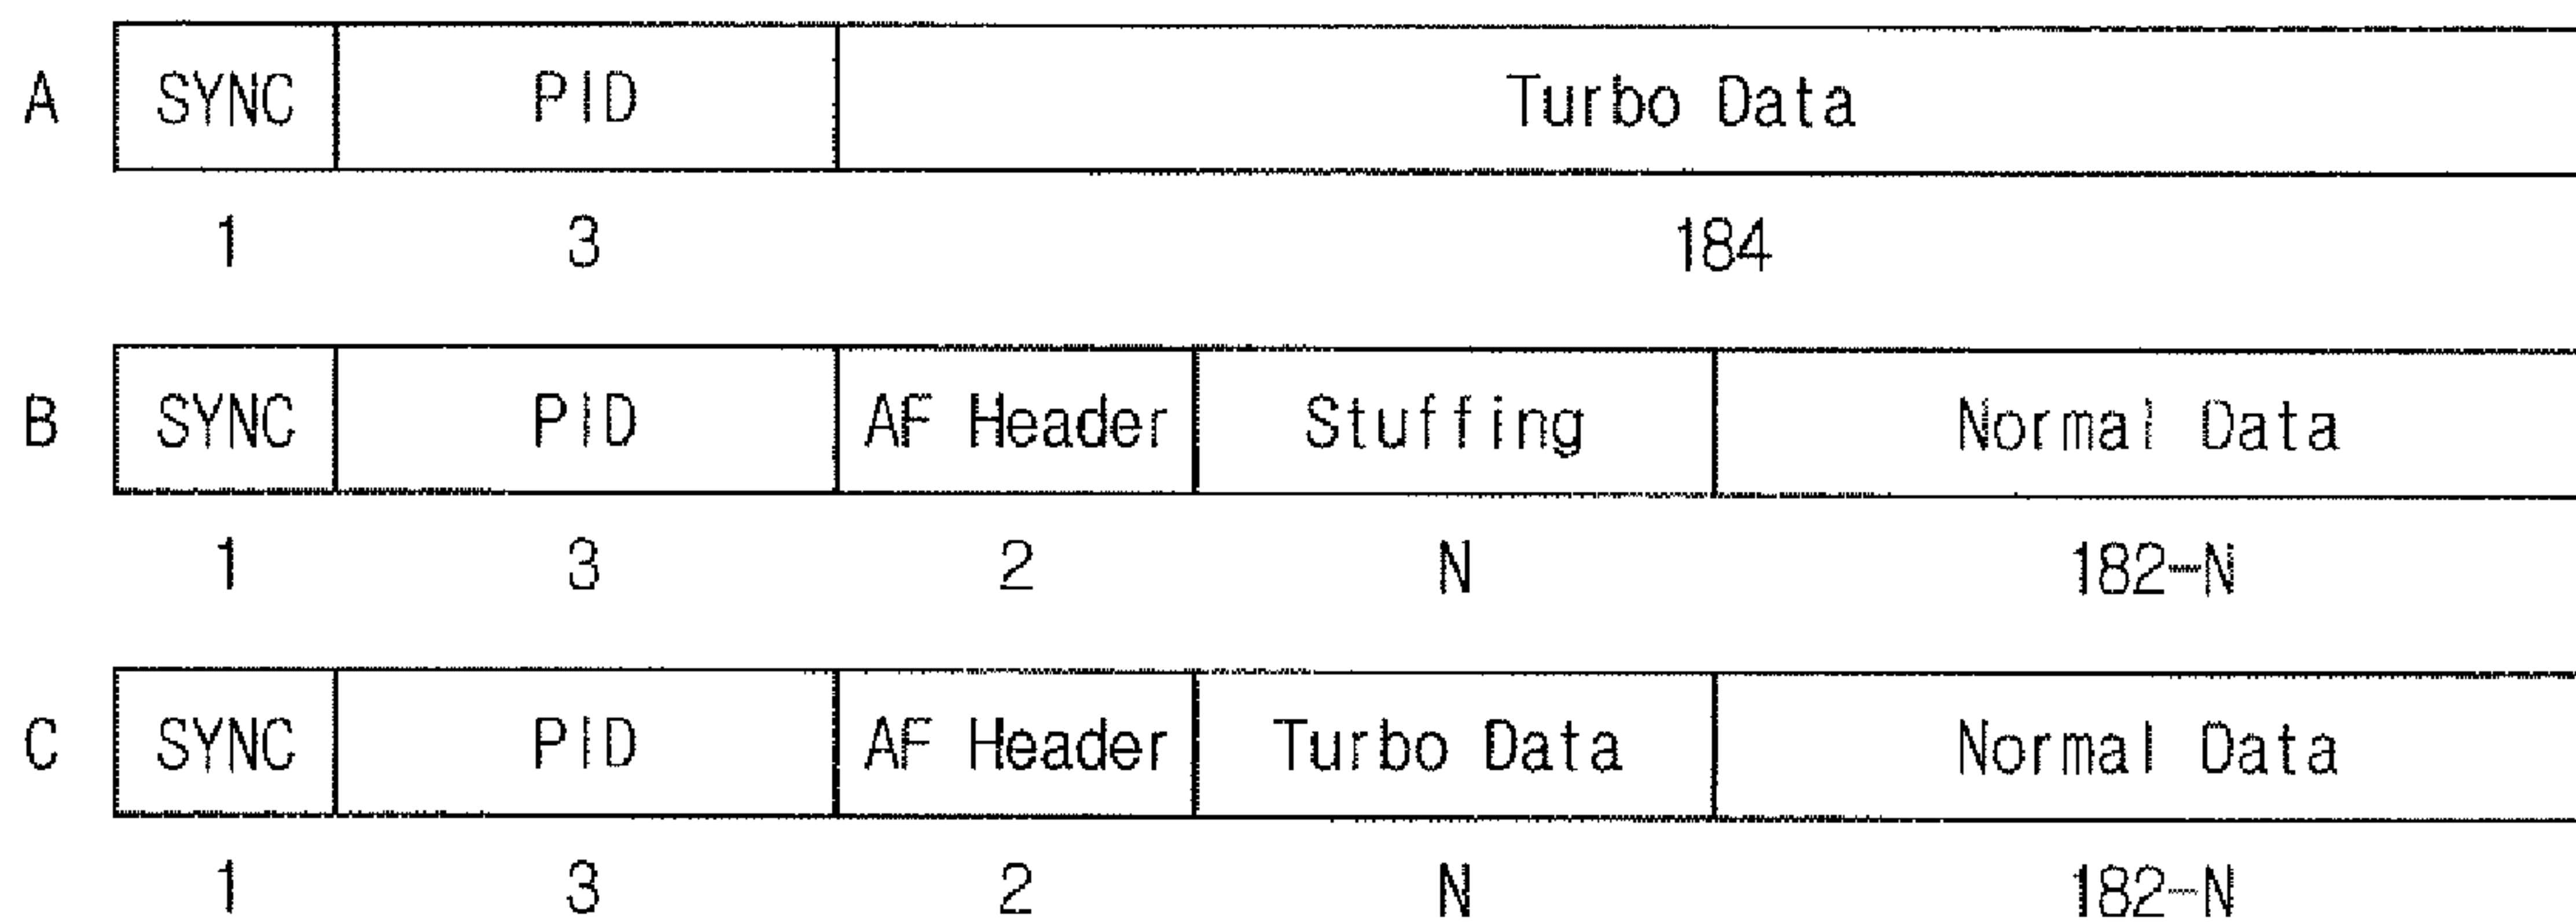 A SYNC PID Turbo Data
1 3 184
B SYNC PID AF Header Stuffing Normal Data
1 3 2 N 182-N
C SYNC PID AF Header Turbo Data Normal Data
1 3 2 N 182-N